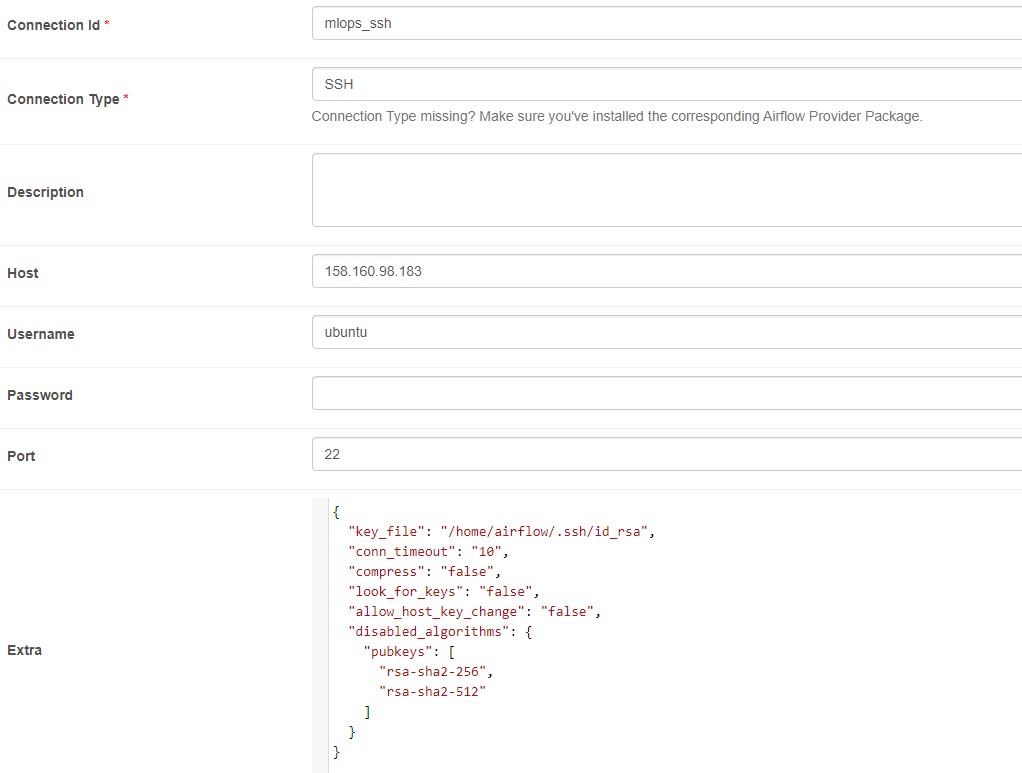 Connection Id *
mlops_ssh
Connection Type *
SSH
Connection Type missing? Make sure you've installed the corresponding Airflow Provider Package.
Description
Host
158.160.98.183
Username
ubuntu
Password
Port
22
Extra
{
  "key_file": "/home/airflow/.ssh/id_rsa",
  "conn_timeout": "10",
  "compress": "false",
  "look_for_keys": "false",
  "allow_host_key_change": "false",
  "disabled_algorithms": {
    "pubkeys": [
      "rsa-sha2-256",
      "rsa-sha2-512"
    ]
  }
}